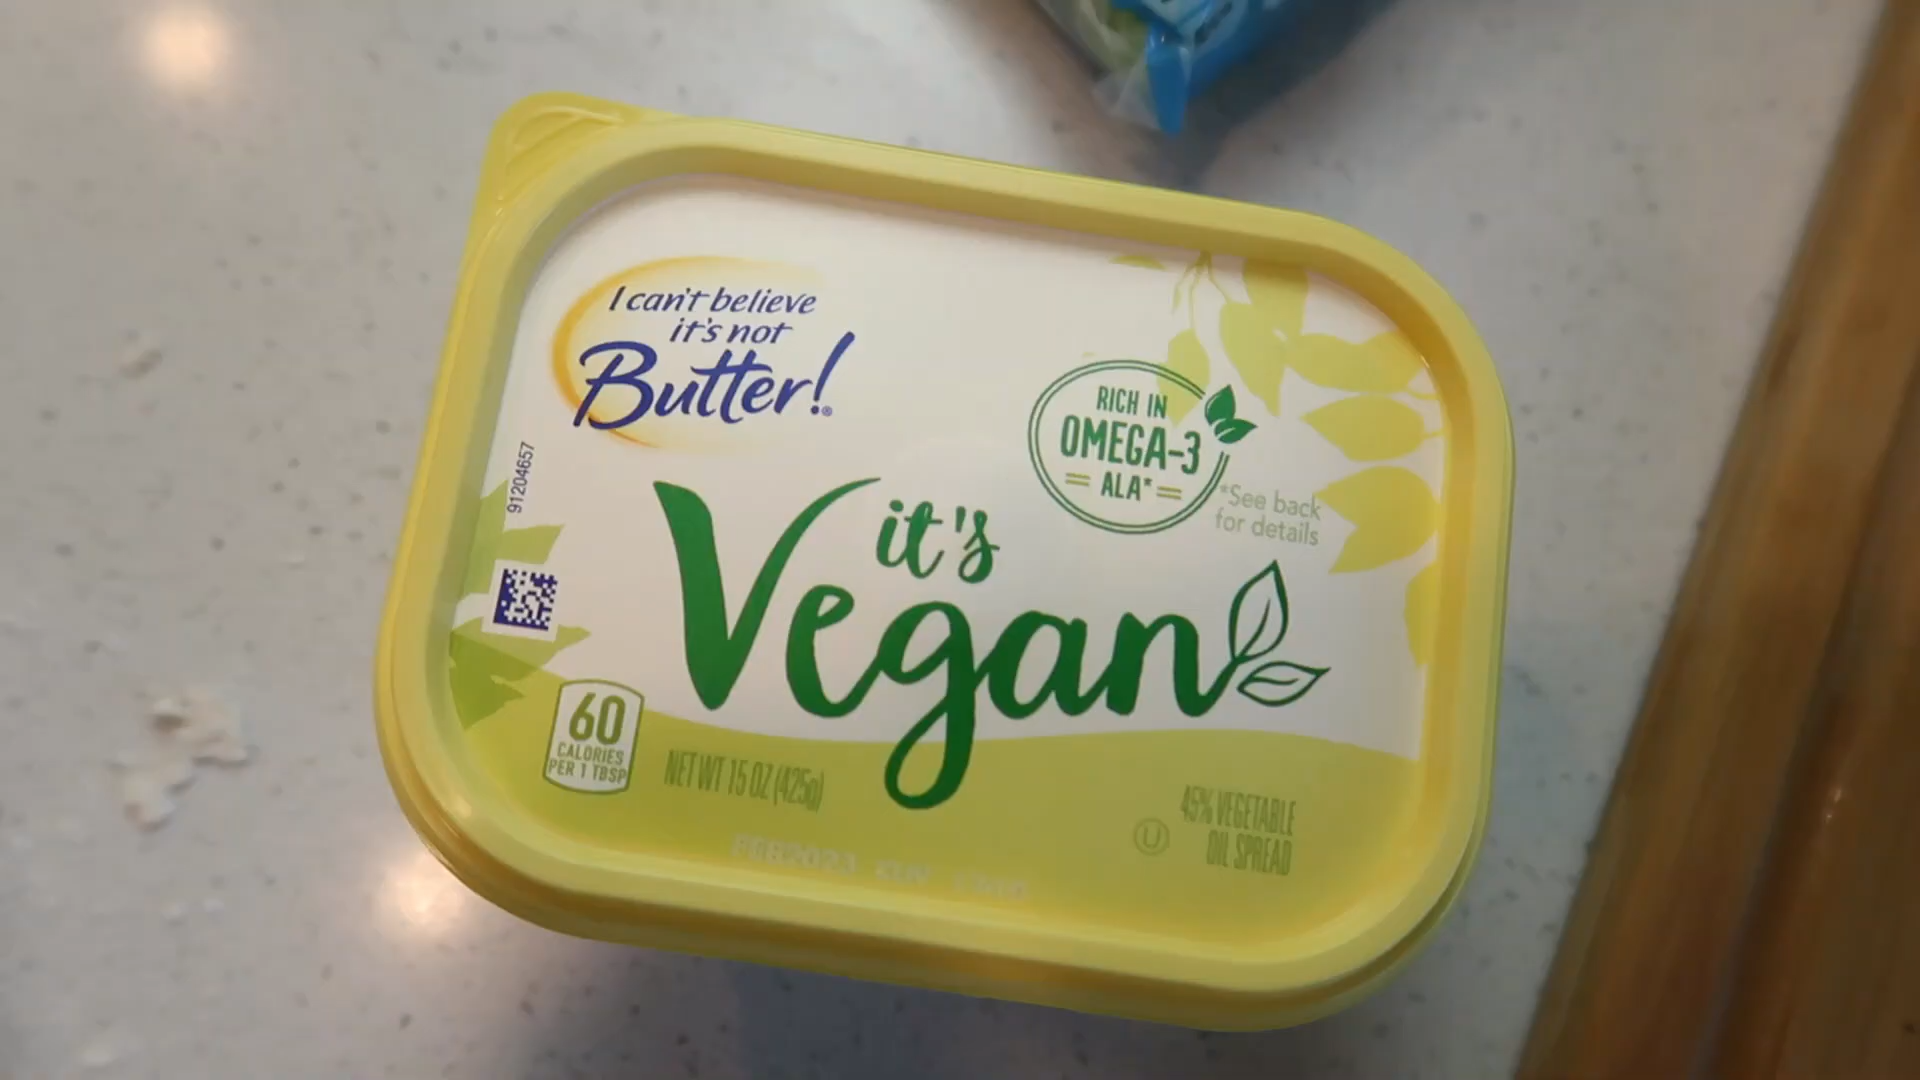 I can't believe
it's not
Butter!®
RICH IN
OMEGA-3
ALA*
*See back
for details
91204657
it's
Vegan
60
CALORIES
PER 1 TBSP
NET WT 15 OZ (425g)
45% VEGETABLE
OIL SPREAD
U